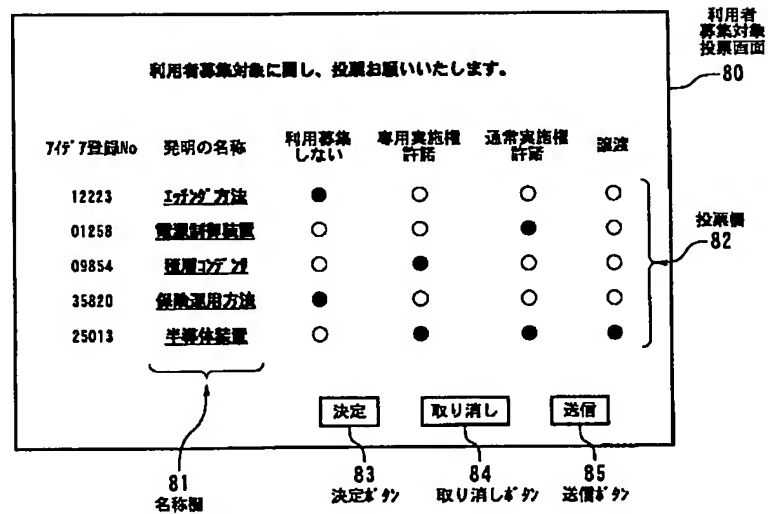 利用者
募集対象
投票画面
80
利用者募集対象に関し、投票お願いいたします。
アイデア登録No 発明の名称 利用募集しない 専用実施権許諾 通常実施権許諾 譲渡
12223 エッチング方法 ● ○ ○ ○
01258 電源制御装置 ○ ○ ● ○
09854 積層コンデンサ ○ ● ○ ○
35820 保険運用方法 ● ○ ○ ○
25013 半導体装置 ○ ● ● ●
投票欄
82
決定 取り消し 送信
81
名称欄
83
決定ボタン
84
取り消しボタン
85
送信ボタン